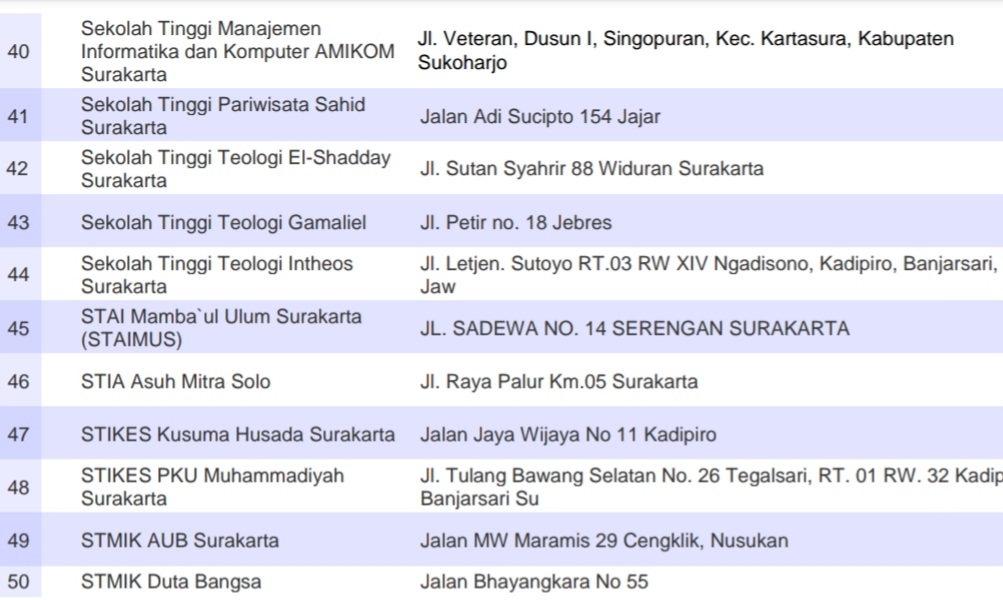 40
Sekolah Tinggi Manajemen
Informatika dan Komputer AMIKOM
Surakarta
Jl. Veteran, Dusun I, Singopuran, Kec. Kartasura, Kabupaten
Sukoharjo
41
Sekolah Tinggi Pariwisata Sahid
Surakarta
Jalan Adi Sucipto 154 Jajar
42
Sekolah Tinggi Teologi El-Shadday
Surakarta
Jl. Sutan Syahrir 88 Widuran Surakarta
43
Sekolah Tinggi Teologi Gamaliel
Jl. Petir no. 18 Jebres
44
Sekolah Tinggi Teologi Intheos
Surakarta
Jl. Letjen. Sutoyo RT.03 RW XIV Ngadisono, Kadipiro, Banjarsari,
Jaw
45
STAI Mamba`ul Ulum Surakarta
(STAIMUS)
JL. SADEWA NO. 14 SERENGAN SURAKARTA
46
STIA Asuh Mitra Solo
Jl. Raya Palur Km.05 Surakarta
47
STIKES Kusuma Husada Surakarta
Jalan Jaya Wijaya No 11 Kadipiro
48
STIKES PKU Muhammadiyah
Surakarta
Jl. Tulang Bawang Selatan No. 26 Tegalsari, RT. 01 RW. 32 Kadip
Banjarsari Su
49
STMIK AUB Surakarta
Jalan MW Maramis 29 Cengklik, Nusukan
50
STMIK Duta Bangsa
Jalan Bhayangkara No 55